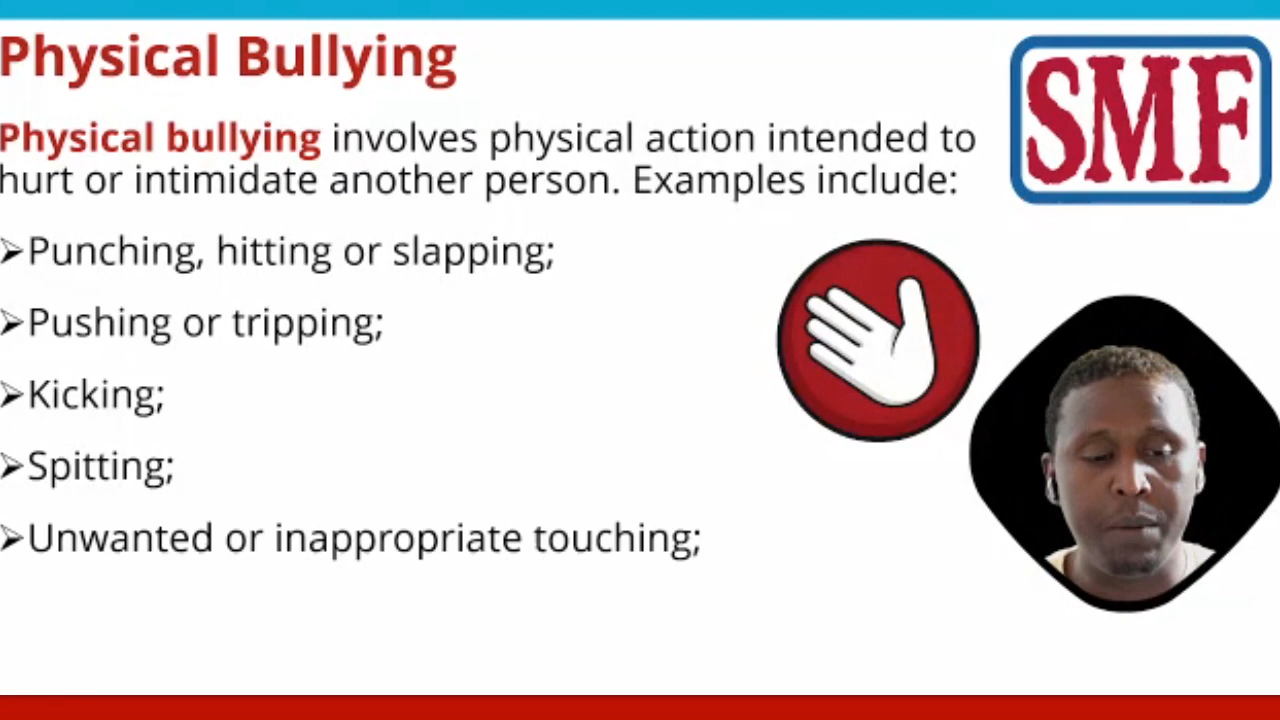 Physical Bullying
SMF
Physical bullying involves physical action intended to
hurt or intimidate another person. Examples include:
➢Punching, hitting or slapping;
➢Pushing or tripping;
➢Kicking;
➢Spitting;
➢Unwanted or inappropriate touching;